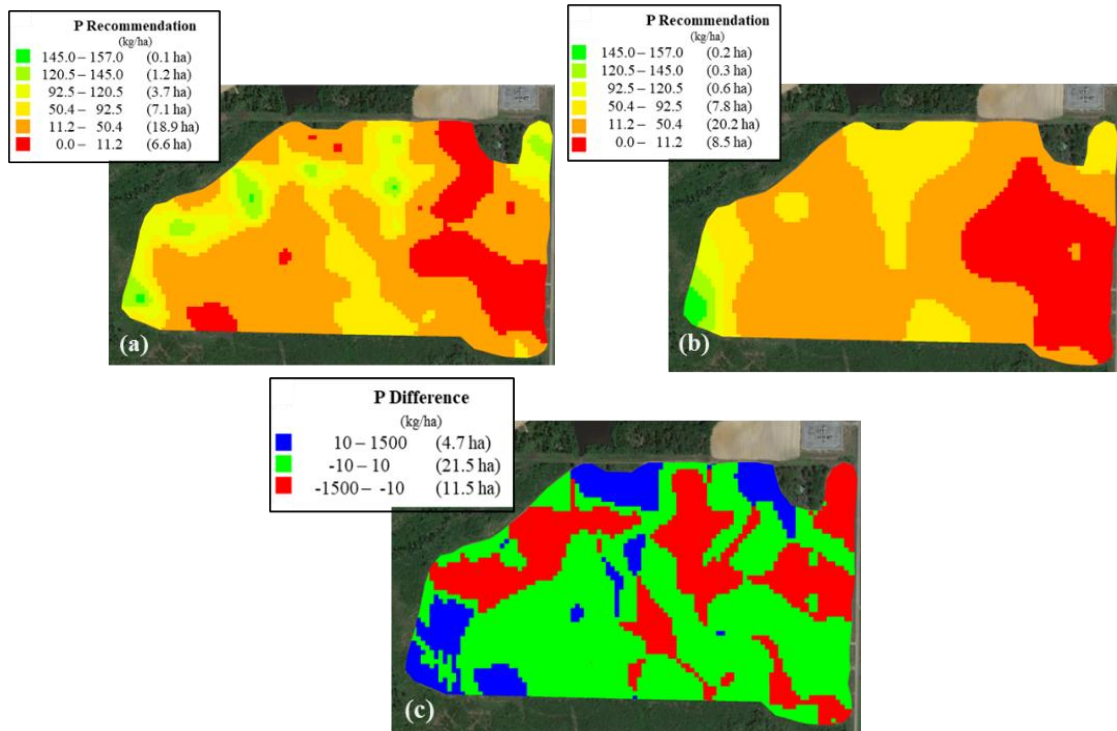 P Recommendation
(kg/ha)
145.0 – 157.0 (0.1 ha)
120.5 – 145.0 (1.2 ha)
92.5 – 120.5 (3.7 ha)
50.4 – 92.5 (7.1 ha)
11.2 – 50.4 (18.9 ha)
0.0 – 11.2 (6.6 ha)
(a)
P Recommendation
(kg/ha)
145.0 – 157.0 (0.2 ha)
120.5 – 145.0 (0.3 ha)
92.5 – 120.5 (0.6 ha)
50.4 – 92.5 (7.8 ha)
11.2 – 50.4 (20.2 ha)
0.0 – 11.2 (8.5 ha)
(b)
P Difference
(kg/ha)
10 – 1500 (4.7 ha)
-10 – 10 (21.5 ha)
-1500 – -10 (11.5 ha)
(c)